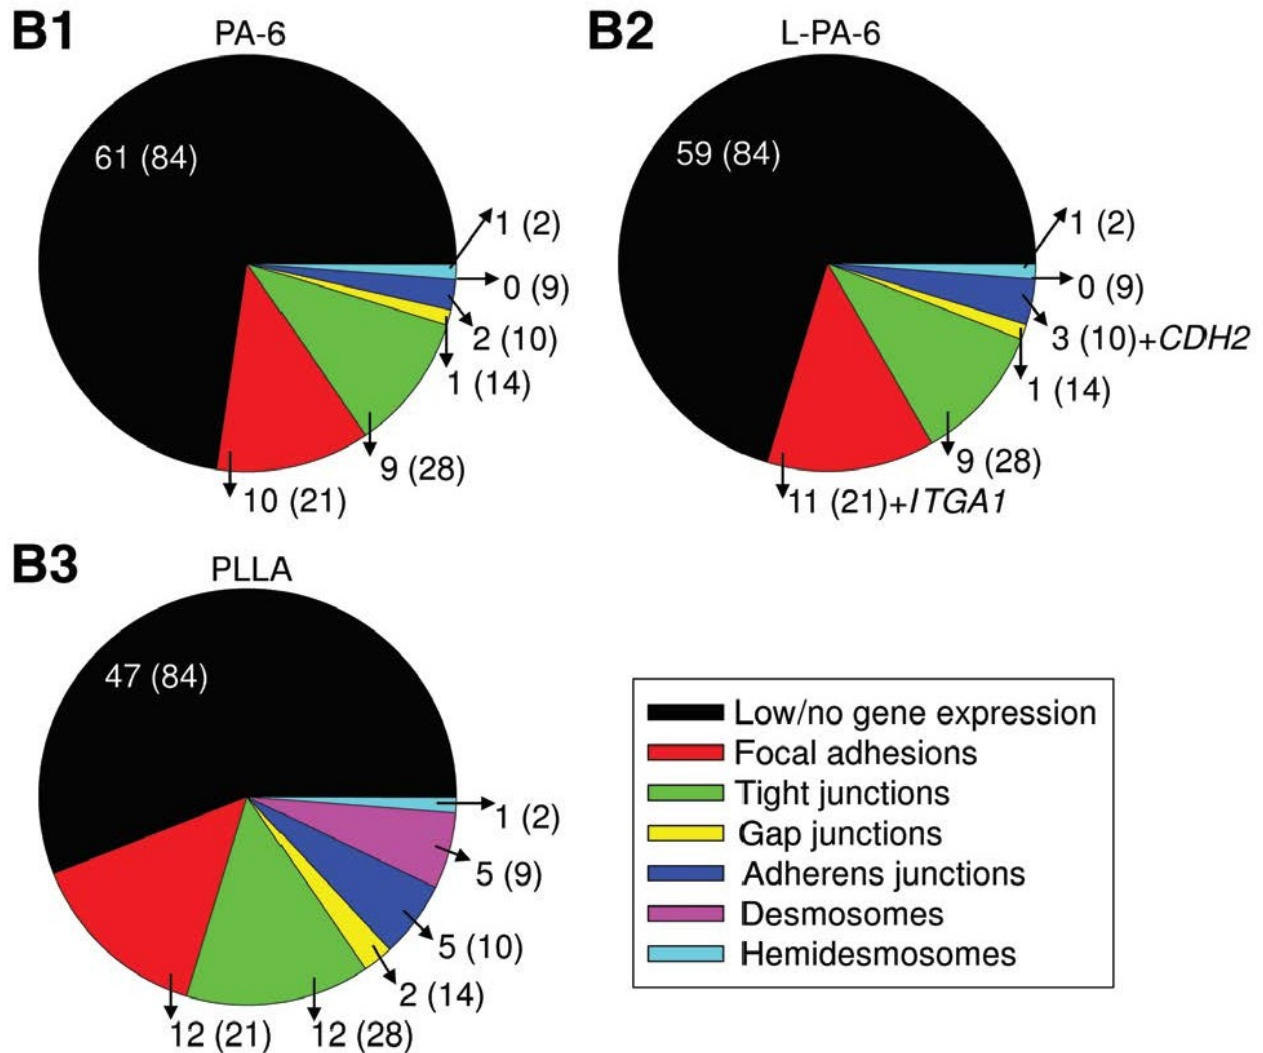 B1
PA-6
61 (84)
1 (2)
0 (9)
2 (10)
1 (14)
9 (28)
10 (21)
B2
L-PA-6
59 (84)
1 (2)
0 (9)
3 (10)+CDH2
1 (14)
9 (28)
11 (21)+ITGA1
B3
PLLA
47 (84)
1 (2)
5 (9)
5 (10)
2 (14)
12 (28)
12 (21)
Low/no gene expression
Focal adhesions
Tight junctions
Gap junctions
Adherens junctions
Desmosomes
Hemidesmosomes